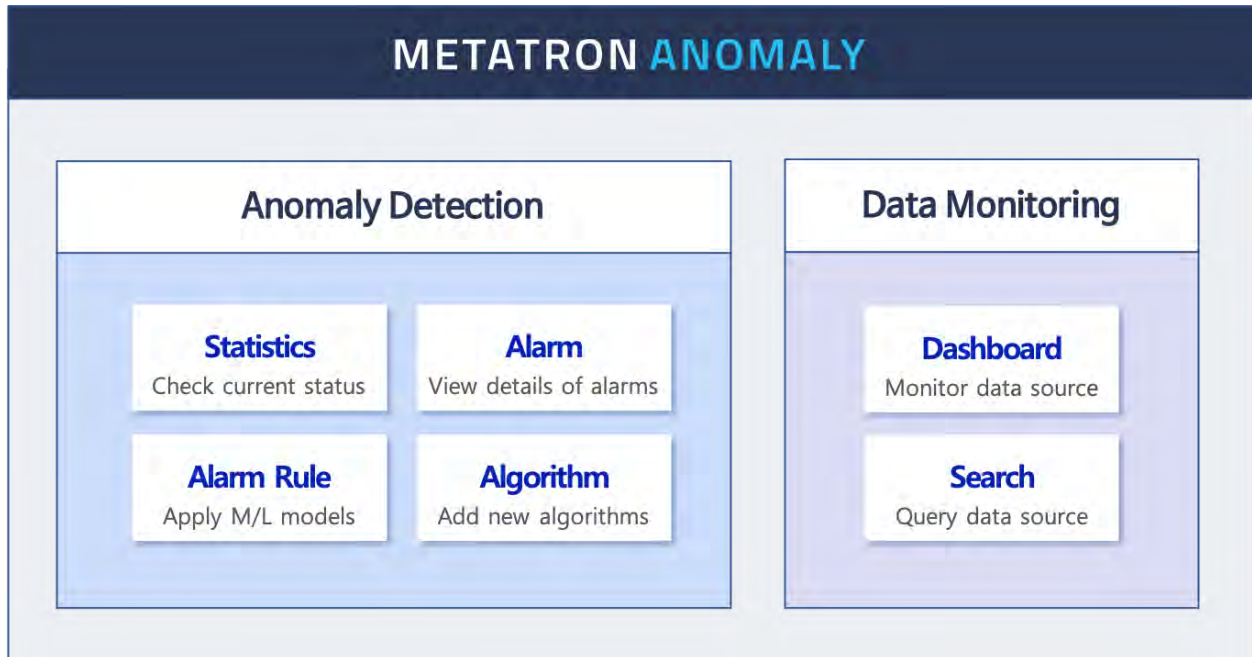 METATRON ANOMALY
Anomaly Detection
Statistics
Check current status
Alarm
View details of alarms
Alarm Rule
Apply M/L models
Algorithm
Add new algorithms
Data Monitoring
Dashboard
Monitor data source
Search
Query data source